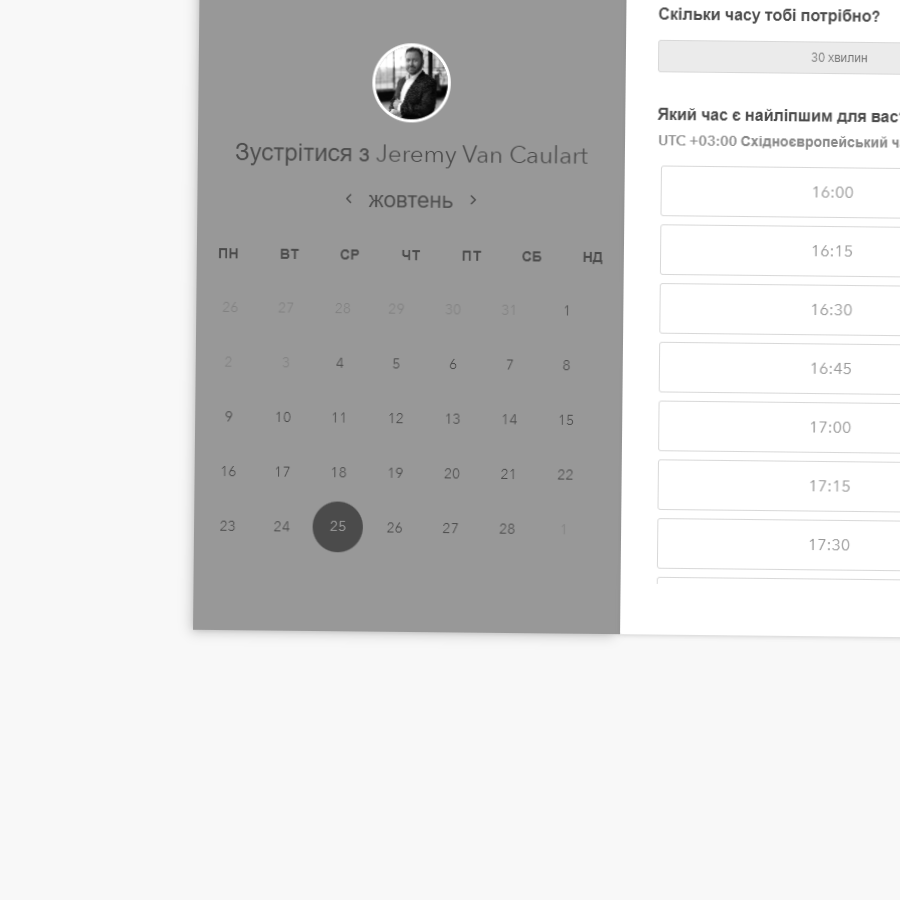 Зустрітися з Jeremy Van Caulart
‹ жовтень ›
ПН ВТ СР ЧТ ПТ СБ НД
26 27 28 29 30 31 1
2 3 4 5 6 7 8
9 10 11 12 13 14 15
16 17 18 19 20 21 22
23 24 25 26 27 28 1
Скільки часу тобі потрібно?
30 хвилин
Який час є найліпшим для вас
UTC +03:00 Східноєвропейський
16:00
16:15
16:30
16:45
17:00
17:15
17:30